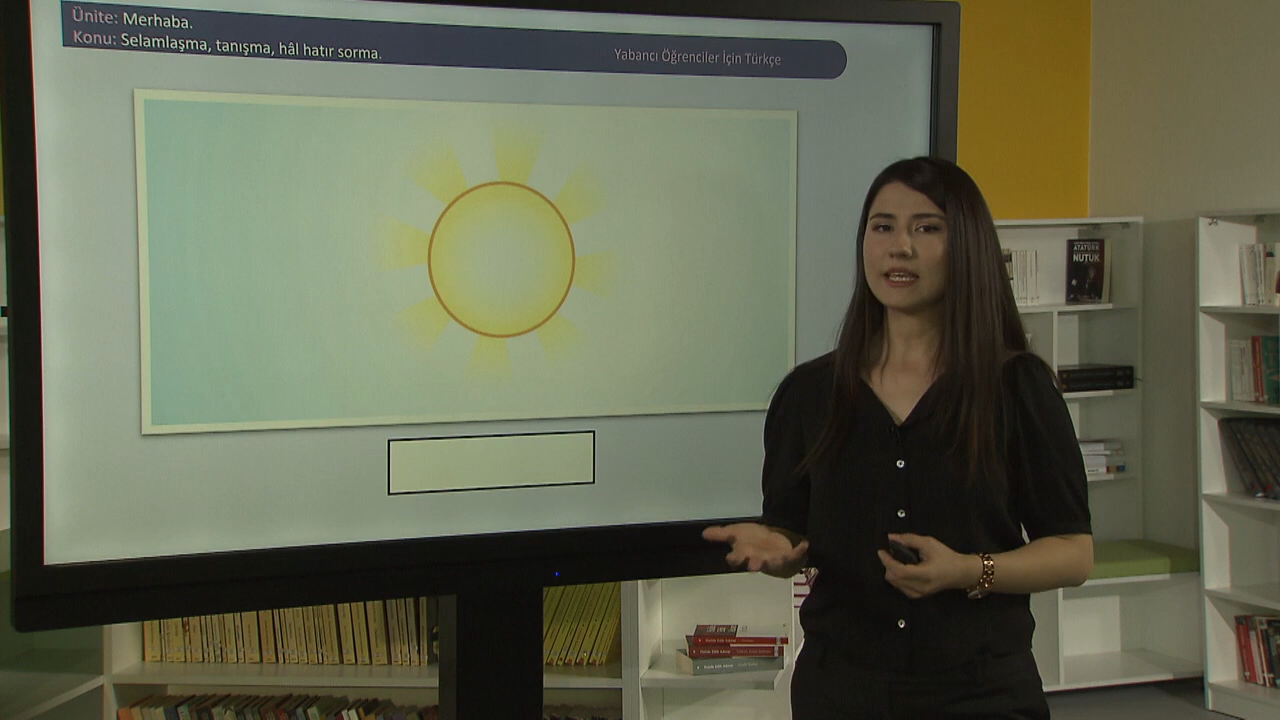 Ünite: Merhaba.
Konu: Selamlaşma, tanışma, hâl hatır sorma.
Yabancı Öğrenciler İçin Türkçe
ATATÜRK
NUTUK